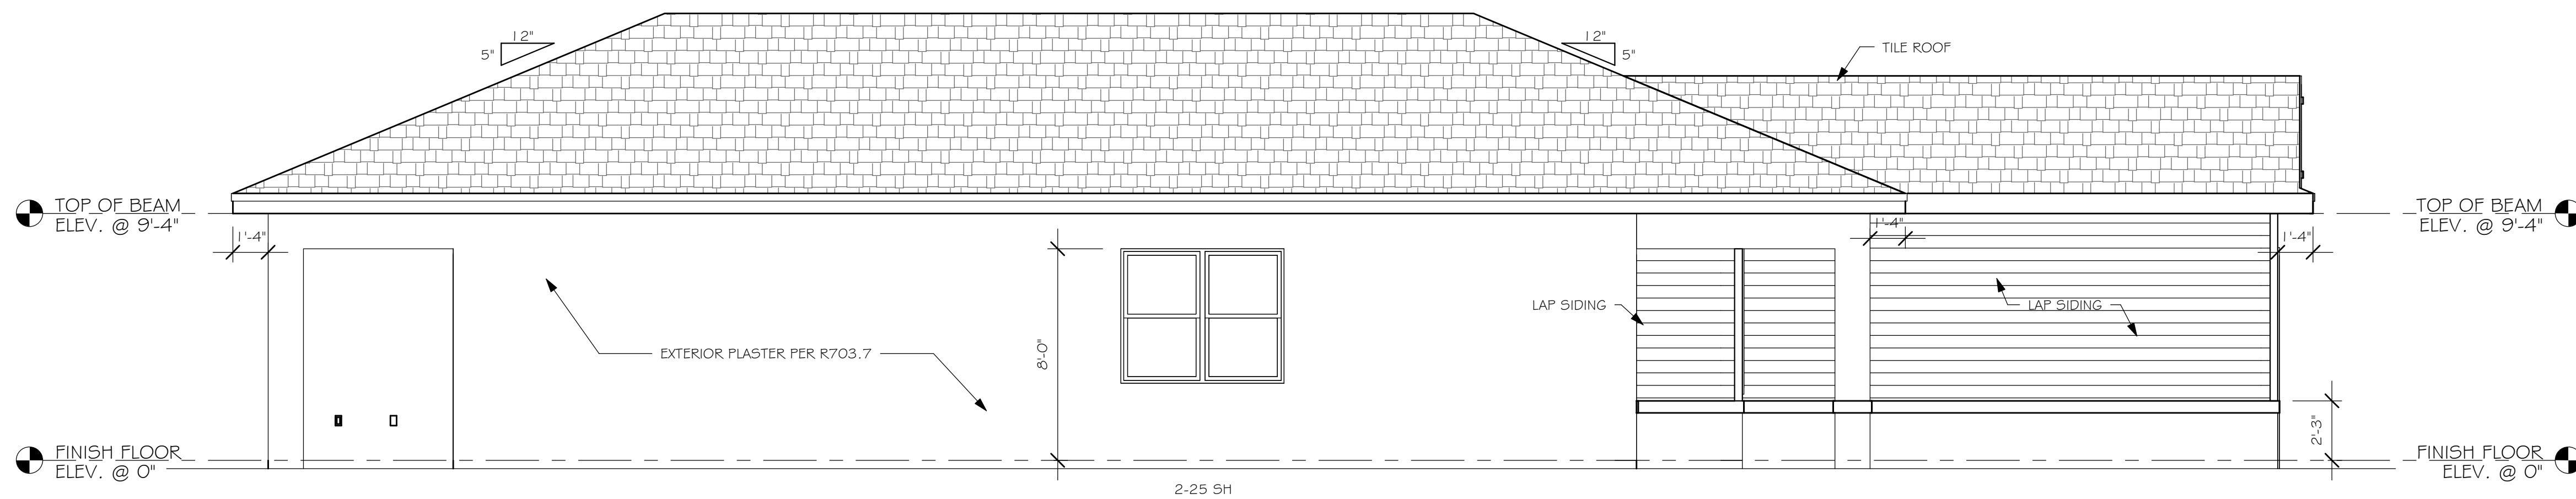 12"
5"
12"
5"
TILE ROOF
TOP OF BEAM
ELEV. @ 9'-4"
TOP OF BEAM
ELEV. @ 9'-4"
1'-4"
1'-4"
1'-4"
LAP SIDING
LAP SIDING
EXTERIOR PLASTER PER R703.7
8'-0"
2'-3"
FINISH FLOOR
ELEV. @ 0"
FINISH FLOOR
ELEV. @ 0"
2-25 SH